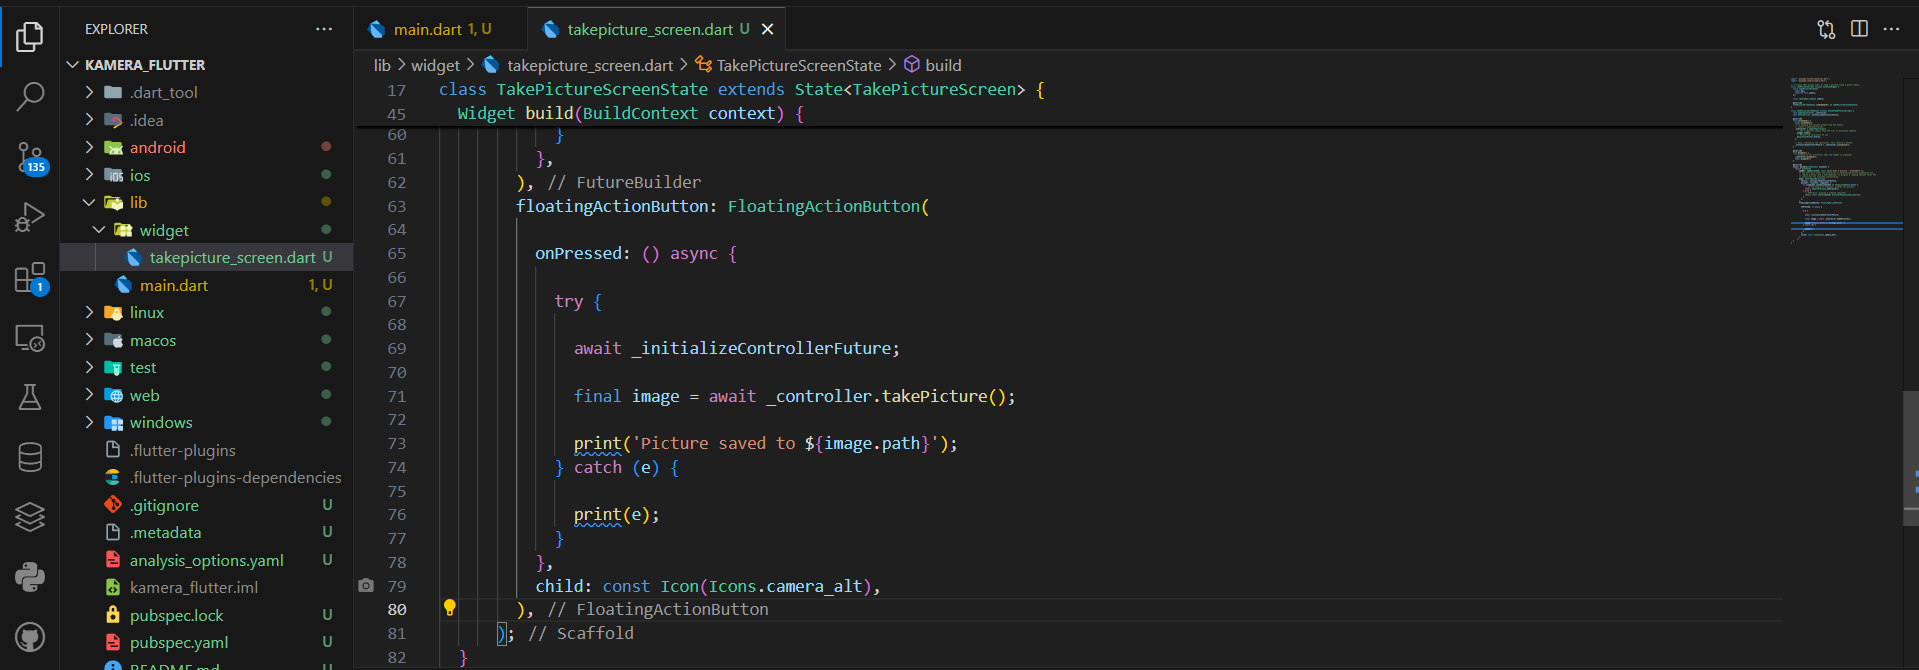 EXPLORER
KAMERA_FLUTTER
.dart_tool
.idea
android
ios
lib
widget
takepicture_screen.dart U
main.dart 1, U
linux
macos
test
web
windows
.flutter-plugins
.flutter-plugins-dependencies
.gitignore U
.metadata U
analysis_options.yaml U
kamera_flutter.iml
pubspec.lock U
pubspec.yaml U
README.md U
135
1
main.dart 1, U
takepicture_screen.dart U
lib > widget > takepicture_screen.dart > TakePictureScreenState > build
17 class TakePictureScreenState extends State<TakePictureScreen> {
45 Widget build(BuildContext context) {
60 }
61 },
62 ), // FutureBuilder
63 floatingActionButton: FloatingActionButton(
64
65 onPressed: () async {
66
67 try {
68
69 await _initializeControllerFuture;
70
71 final image = await _controller.takePicture();
72
73 print('Picture saved to ${image.path}');
74 } catch (e) {
75
76 print(e);
77 }
78 },
79 child: const Icon(Icons.camera_alt),
80 ), // FloatingActionButton
81 ); // Scaffold
82 }